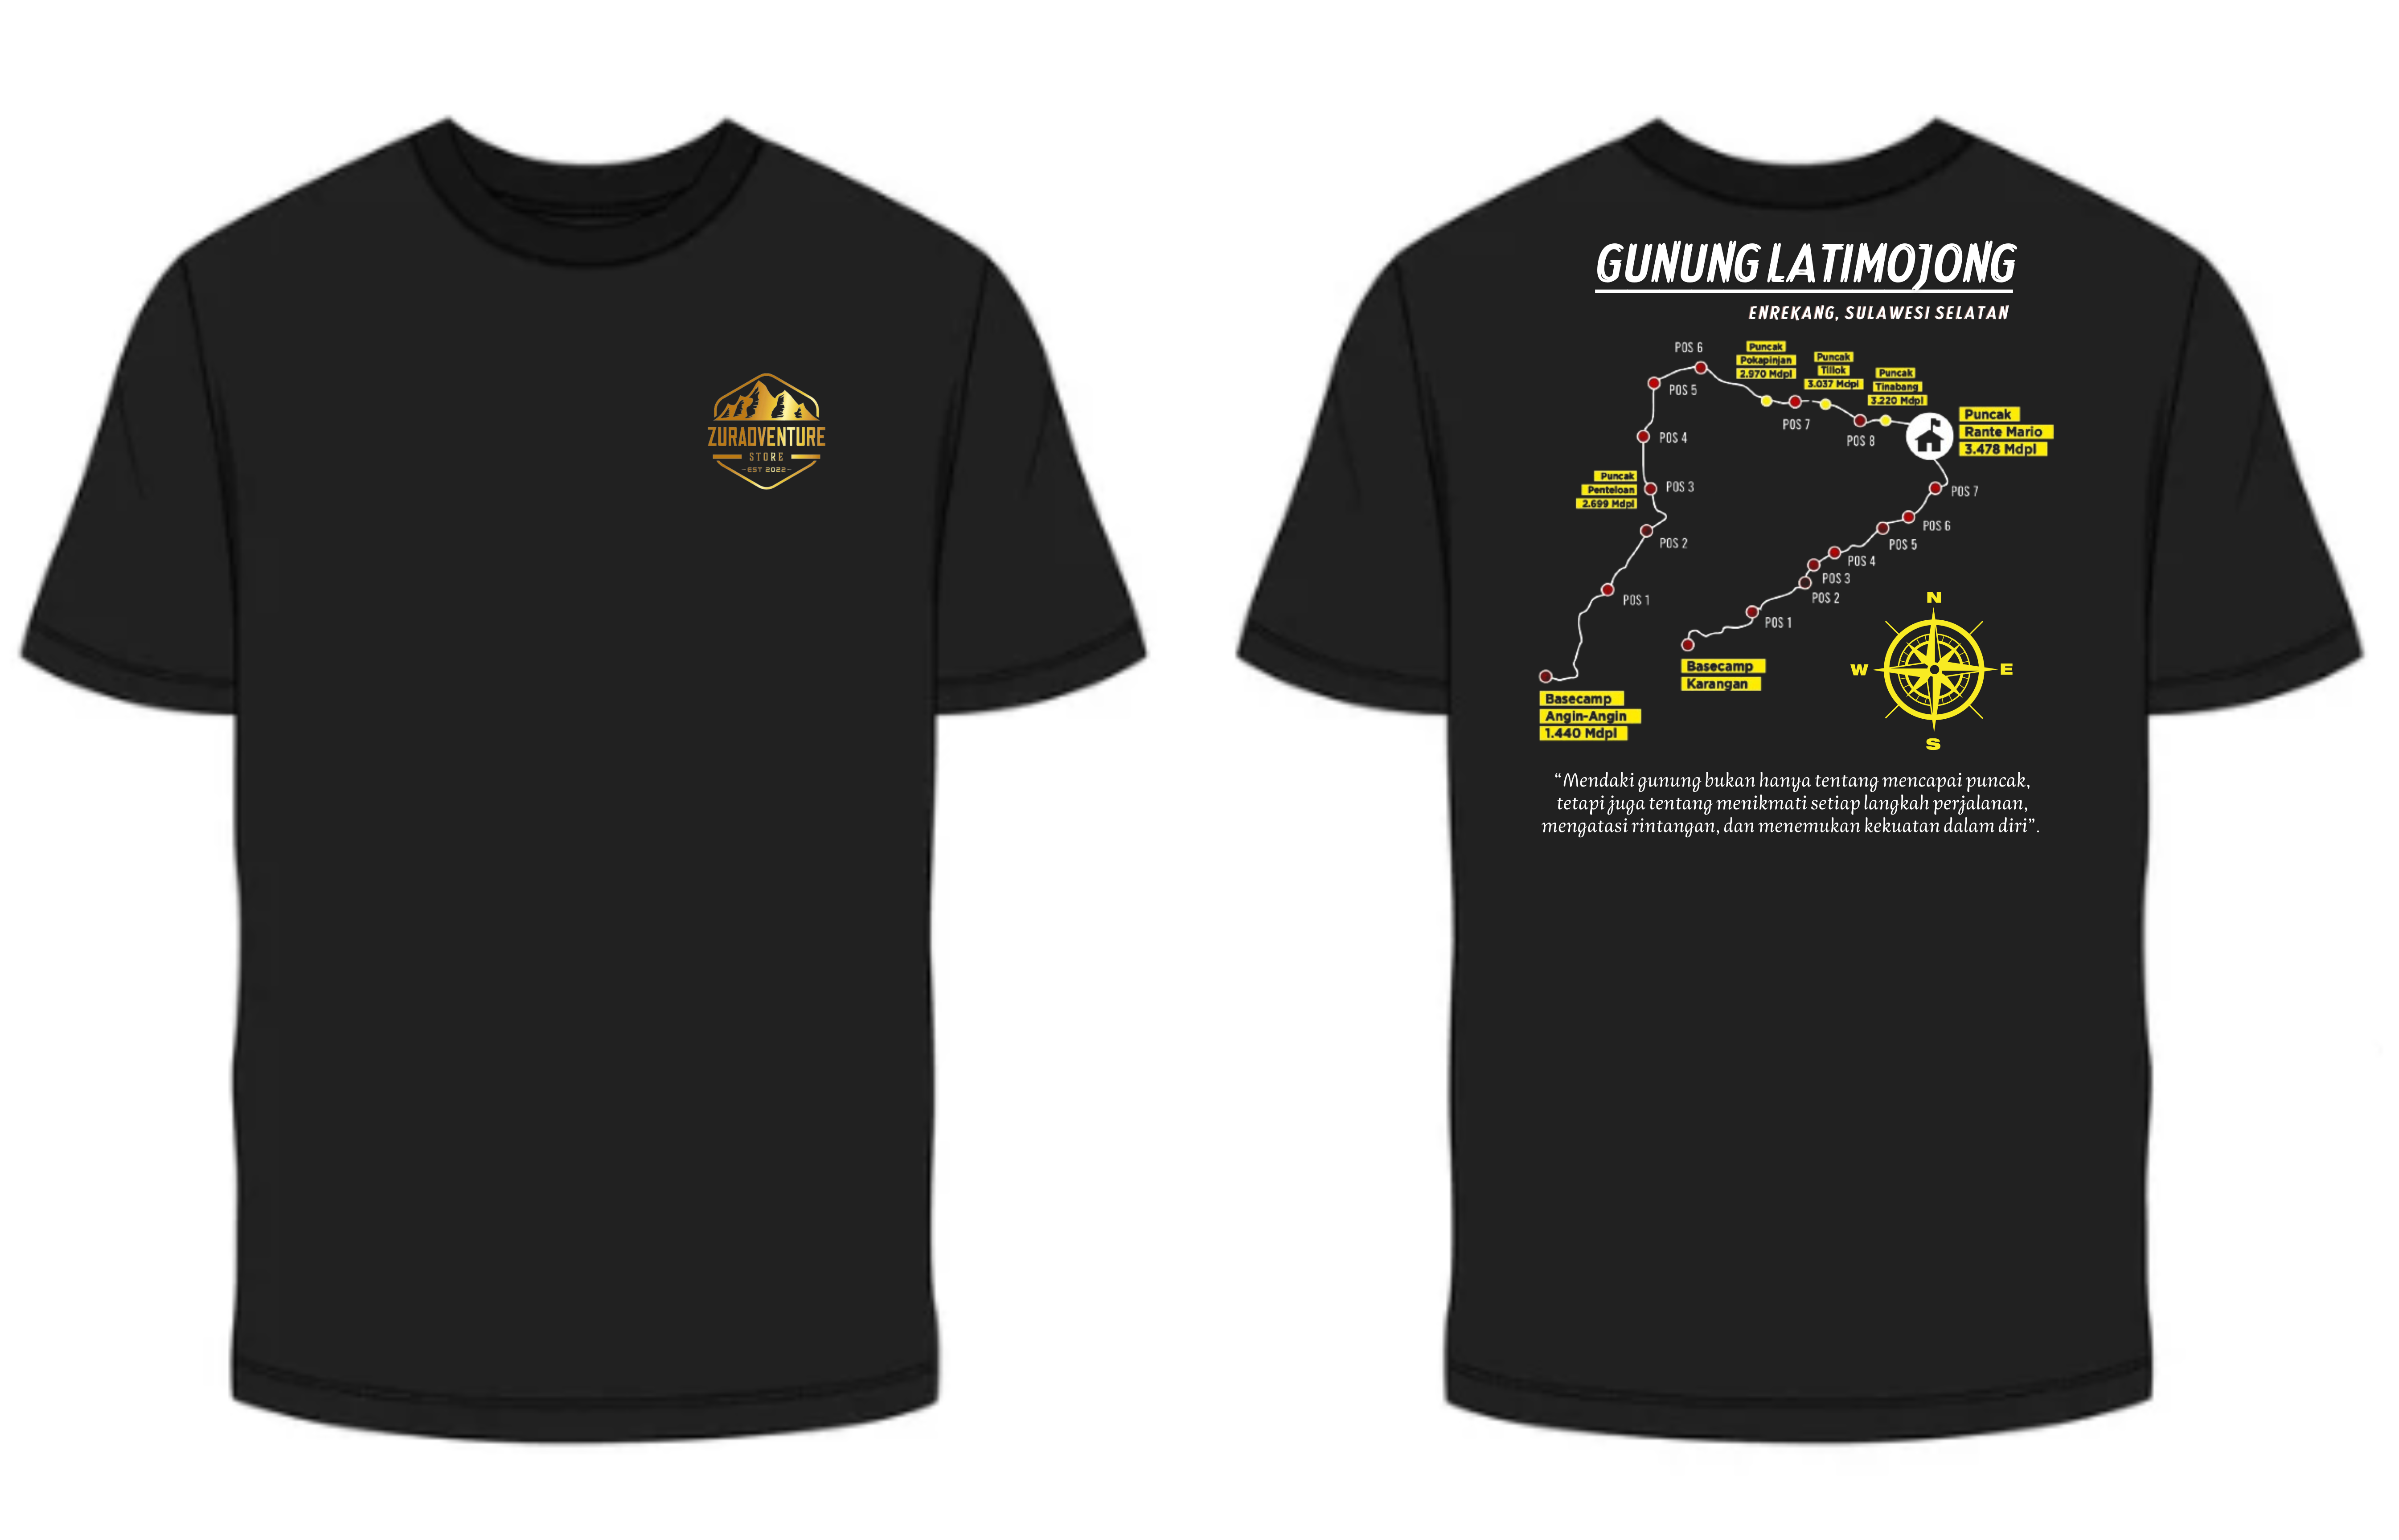 ZURADVENTURE
STORE
-EST 2022-
GUNUNG LATIMOJONG
ENREKANG, SULAWESI SELATAN
POS 6
Puncak
Pokapinjan
2.970 Mdpl
Puncak
Tillok
3.037 Mdpl
Puncak
Tinabang
3.220 Mdpl
POS 5
POS 7
POS 8
Puncak
Rante Mario
3.478 Mdpl
POS 4
Puncak
Penteloan
2.699 Mdpl
POS 3
POS 2
POS 1
POS 7
POS 6
POS 5
POS 4
POS 3
POS 2
POS 1
Basecamp
Karangan
Basecamp
Angin-Angin
1.440 Mdpl
N
W
E
S
“Mendaki gunung bukan hanya tentang mencapai puncak,
tetapi juga tentang menikmati setiap langkah perjalanan,
mengatasi rintangan, dan menemukan kekuatan dalam diri”.